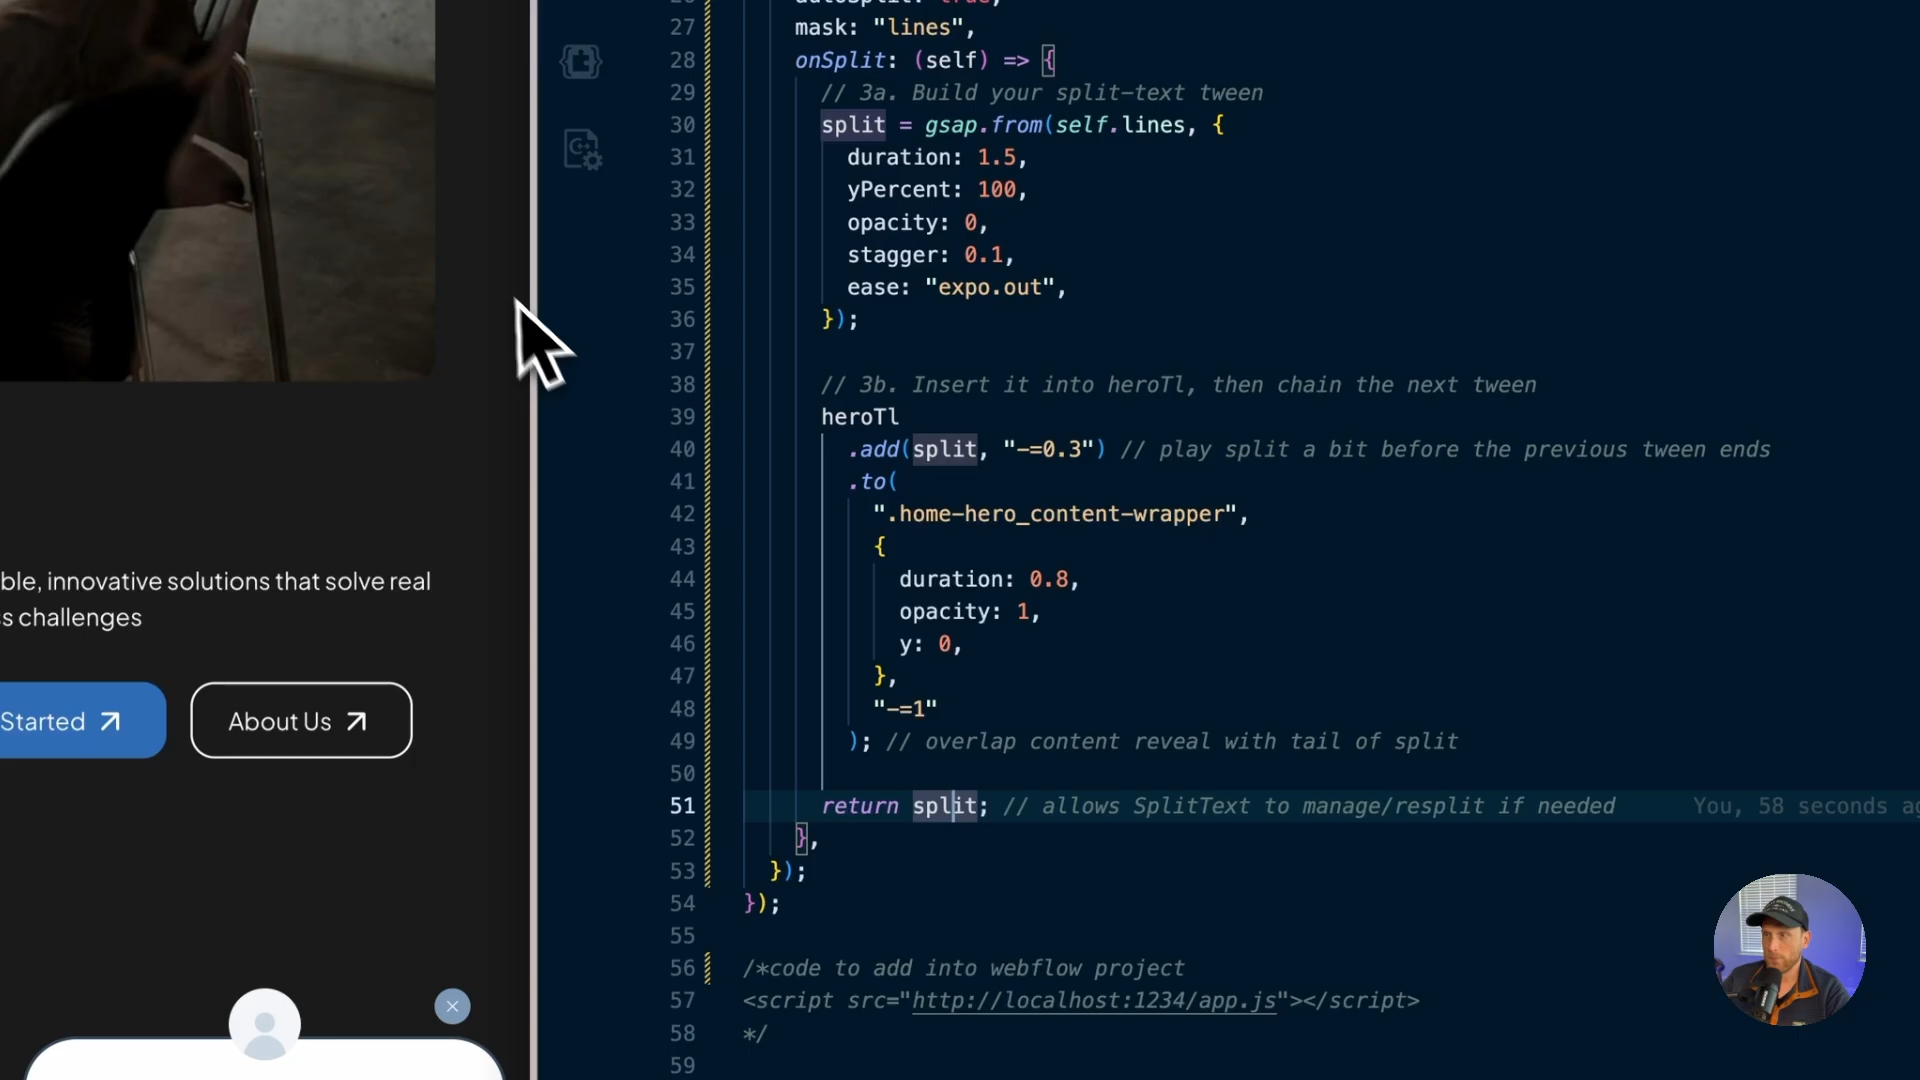 26 autoSplit: true,
27 mask: "lines",
28 onSplit: (self) => {
29 // 3a. Build your split-text tween
30 split = gsap.from(self.lines, {
31 duration: 1.5,
32 yPercent: 100,
33 opacity: 0,
34 stagger: 0.1,
35 ease: "expo.out",
36 });
37
38 // 3b. Insert it into heroTl, then chain the next tween
39 heroTl
40 .add(split, "-=0.3") // play split a bit before the previous tween ends
41 .to(
42 ".home-hero_content-wrapper",
43 {
44 duration: 0.8,
45 opacity: 1,
46 y: 0,
47 },
48 "-=1"
49 ); // overlap content reveal with tail of split
50
51 return split; // allows SplitText to manage/resplit if needed You, 58 seconds ag
52 },
53 });
54 });
55
56 /*code to add into webflow project
57 <script src="http://localhost:1234/app.js"></script>
58 */
59
ble, innovative solutions that solve real
s challenges
Started
About Us